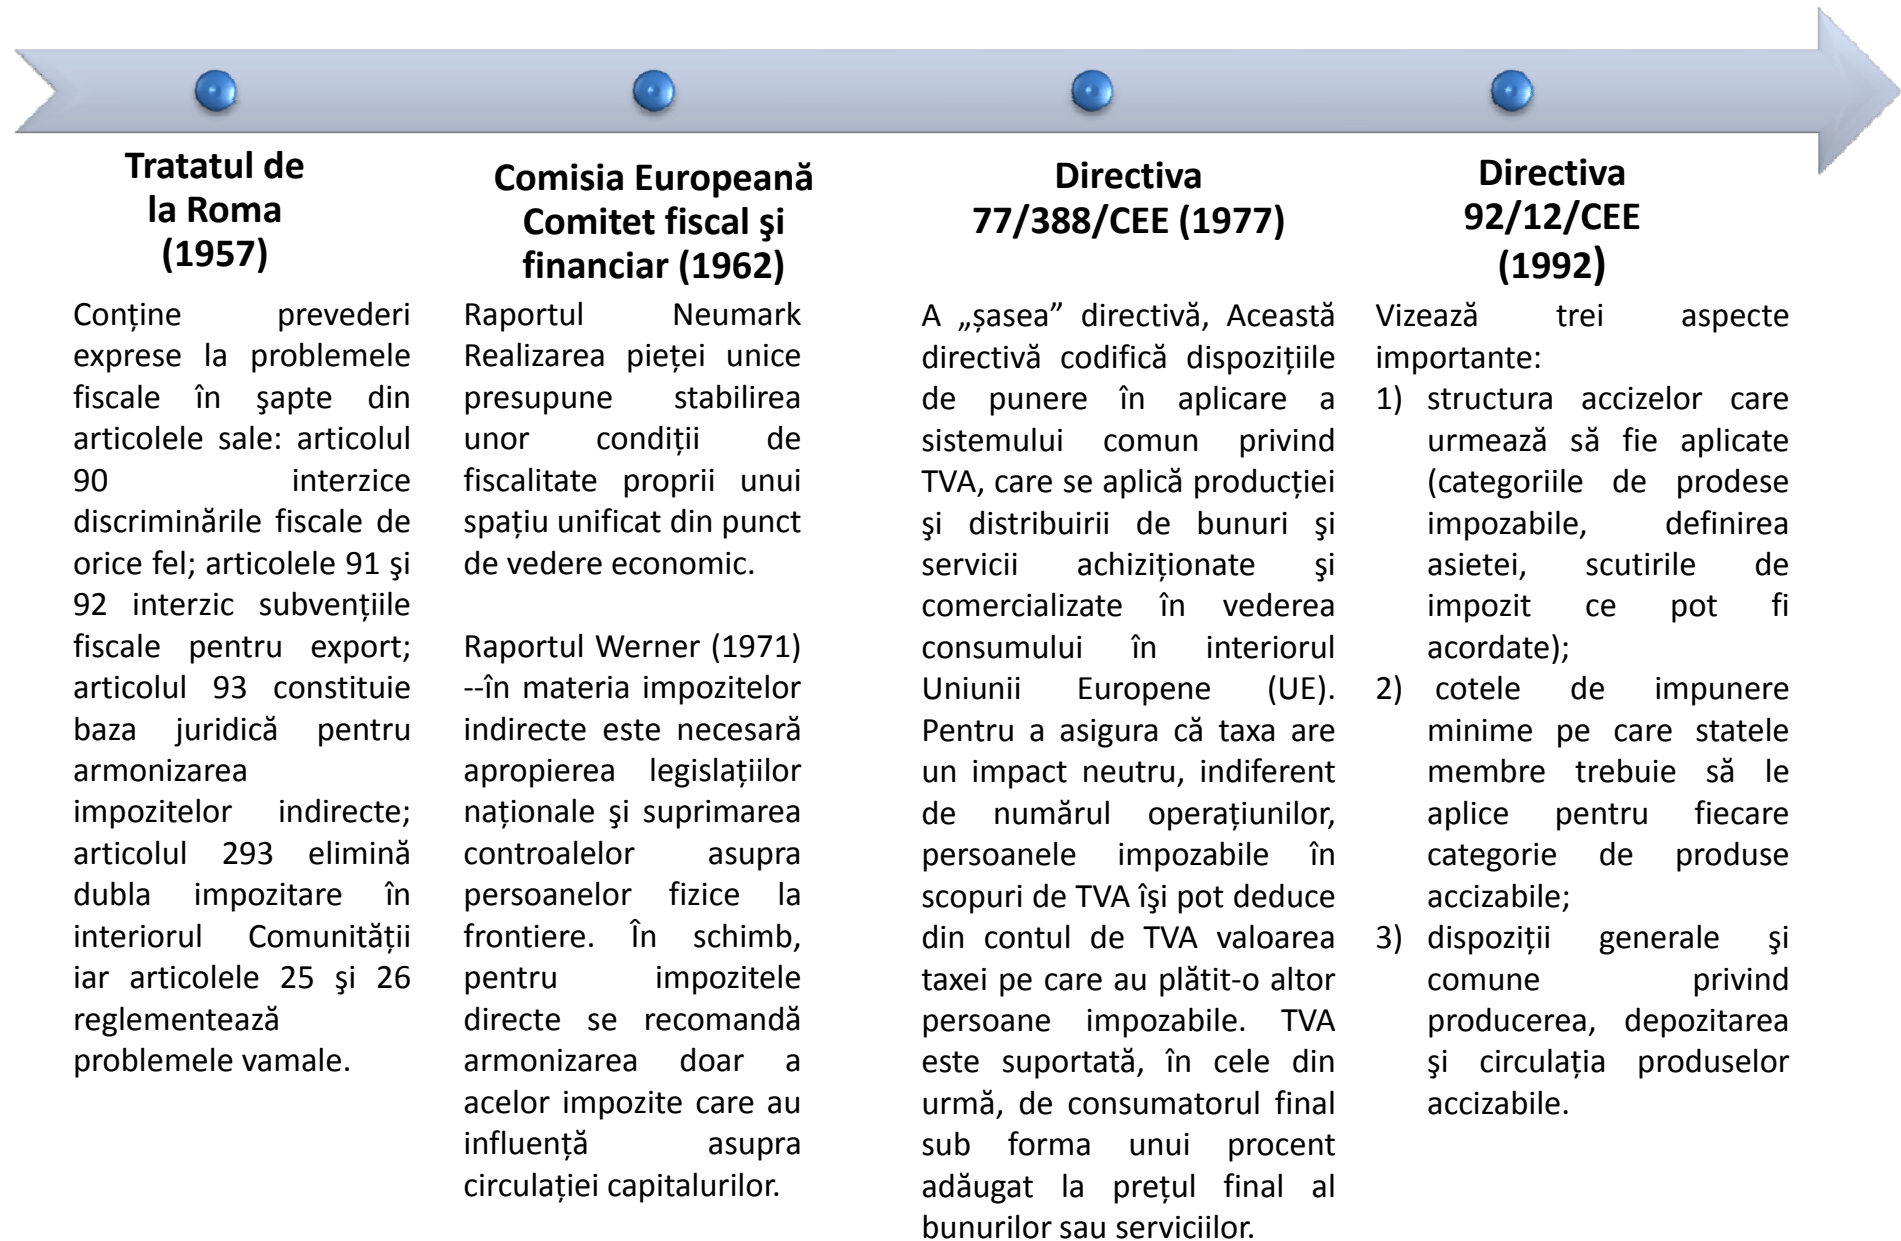 Tratatul de
la Roma
(1957)
Conține prevederi
exprese la problemele
fiscale în şapte din
articolele sale: articolul
90 interzice
discriminările fiscale de
orice fel; articolele 91 şi
92 interzic subvențiile
fiscale pentru export;
articolul 93 constituie
baza juridică pentru
armonizarea
impozitelor indirecte;
articolul 293 elimină
dubla impozitare în
interiorul Comunității
iar articolele 25 şi 26
reglementează
problemele vamale.
Comisia Europeană
Comitet fiscal şi
financiar (1962)
Raportul Neumark
Realizarea pieței unice
presupune stabilirea
unor condiții de
fiscalitate proprii unui
spațiu unificat din punct
de vedere economic.
Raportul Werner (1971)
--în materia impozitelor
indirecte este necesară
apropierea legislațiilor
naționale şi suprimarea
controalelor asupra
persoanelor fizice la
frontiere. În schimb,
pentru impozitele
directe se recomandă
armonizarea doar a
acelor impozite care au
influență asupra
circulației capitalurilor.
Directiva
77/388/CEE (1977)
A „șasea” directivă, Această
directivă codifică dispozițiile
de punere în aplicare a
sistemului comun privind
TVA, care se aplică producției
şi distribuirii de bunuri şi
servicii achiziționate şi
comercializate în vederea
consumului în interiorul
Uniunii Europene (UE).
Pentru a asigura că taxa are
un impact neutru, indiferent
de numărul operațiunilor,
persoanele impozabile în
scopuri de TVA îşi pot deduce
din contul de TVA valoarea
taxei pe care au plătit-o altor
persoane impozabile. TVA
este suportată, în cele din
urmă, de consumatorul final
sub forma unui procent
adăugat la prețul final al
bunurilor sau serviciilor.
Directiva
92/12/CEE
(1992)
Vizează trei aspecte
importante:
1) structura accizelor care
urmează să fie aplicate
(categoriile de prodese
impozabile, definirea
asietei, scutirile de
impozit ce pot fi
acordate);
2) cotele de impunere
minime pe care statele
membre trebuie să le
aplice pentru fiecare
categorie de produse
accizabile;
3) dispoziții generale şi
comune privind
producerea, depozitarea
şi circulația produselor
accizabile.